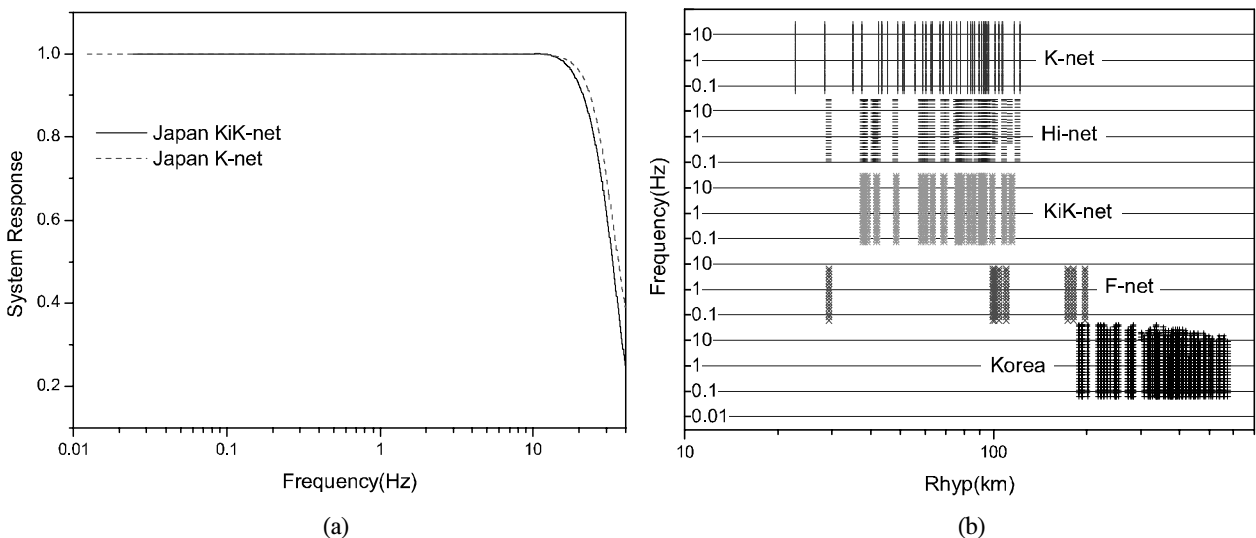 1.0
0.8
0.6
0.4
0.2
System Response
Japan KiK-net
Japan K-net
0.01
0.1
1
10
Frequency(Hz)
(a)
10
1
0.1
K-net
10
1
0.1
Hi-net
10
1
0.1
KiK-net
10
1
0.1
F-net
10
1
0.1
0.01
Korea
Frequency(Hz)
10
100
Rhyp(km)
(b)